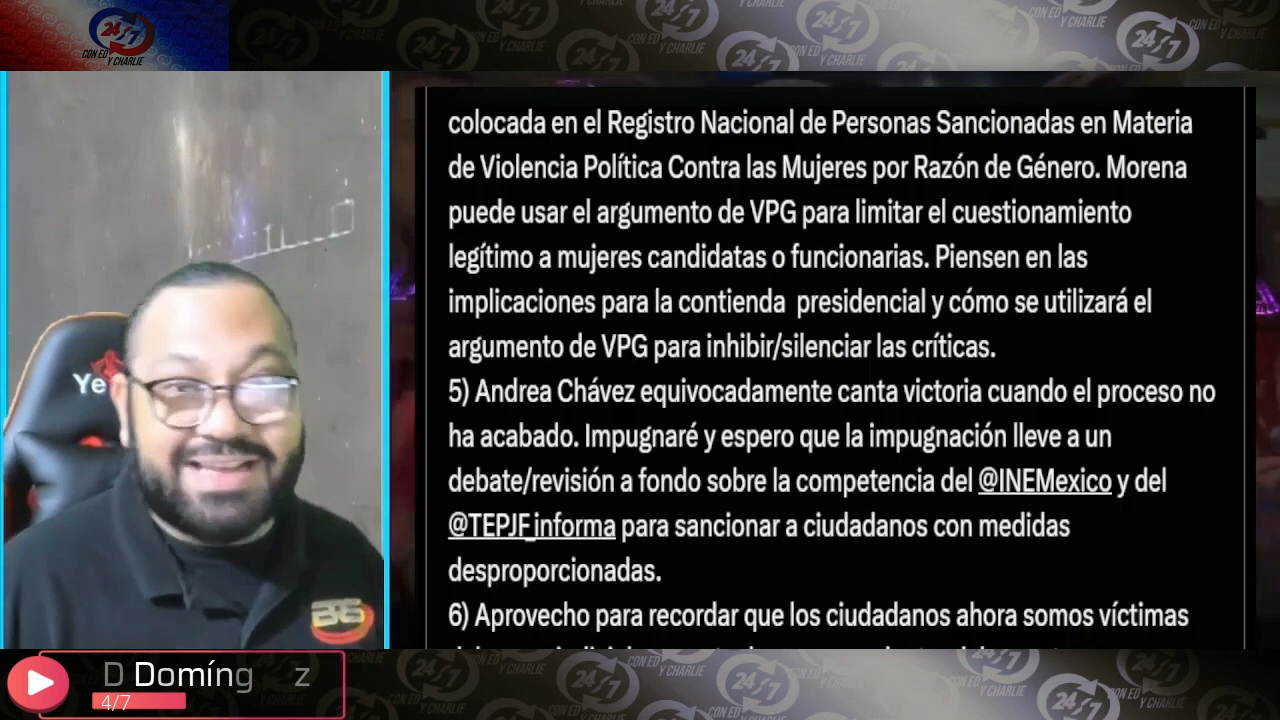 24/7
CON ED
Y CHARLIE
colocada en el Registro Nacional de Personas Sancionadas en Materia
de Violencia Política Contra las Mujeres por Razón de Género. Morena
puede usar el argumento de VPG para limitar el cuestionamiento
legítimo a mujeres candidatas o funcionarias. Piensen en las
implicaciones para la contienda presidencial y cómo se utilizará el
argumento de VPG para inhibir/silenciar las críticas.
5) Andrea Chávez equivocadamente canta victoria cuando el proceso no
ha acabado. Impugnaré y espero que la impugnación lleve a un
debate/revisión a fondo sobre la competencia del @INEMexico y del
@TEPJF_informa para sancionar a ciudadanos con medidas
desproporcionadas.
6) Aprovecho para recordar que los ciudadanos ahora somos víctimas
Ye
D Domíng z
4/7